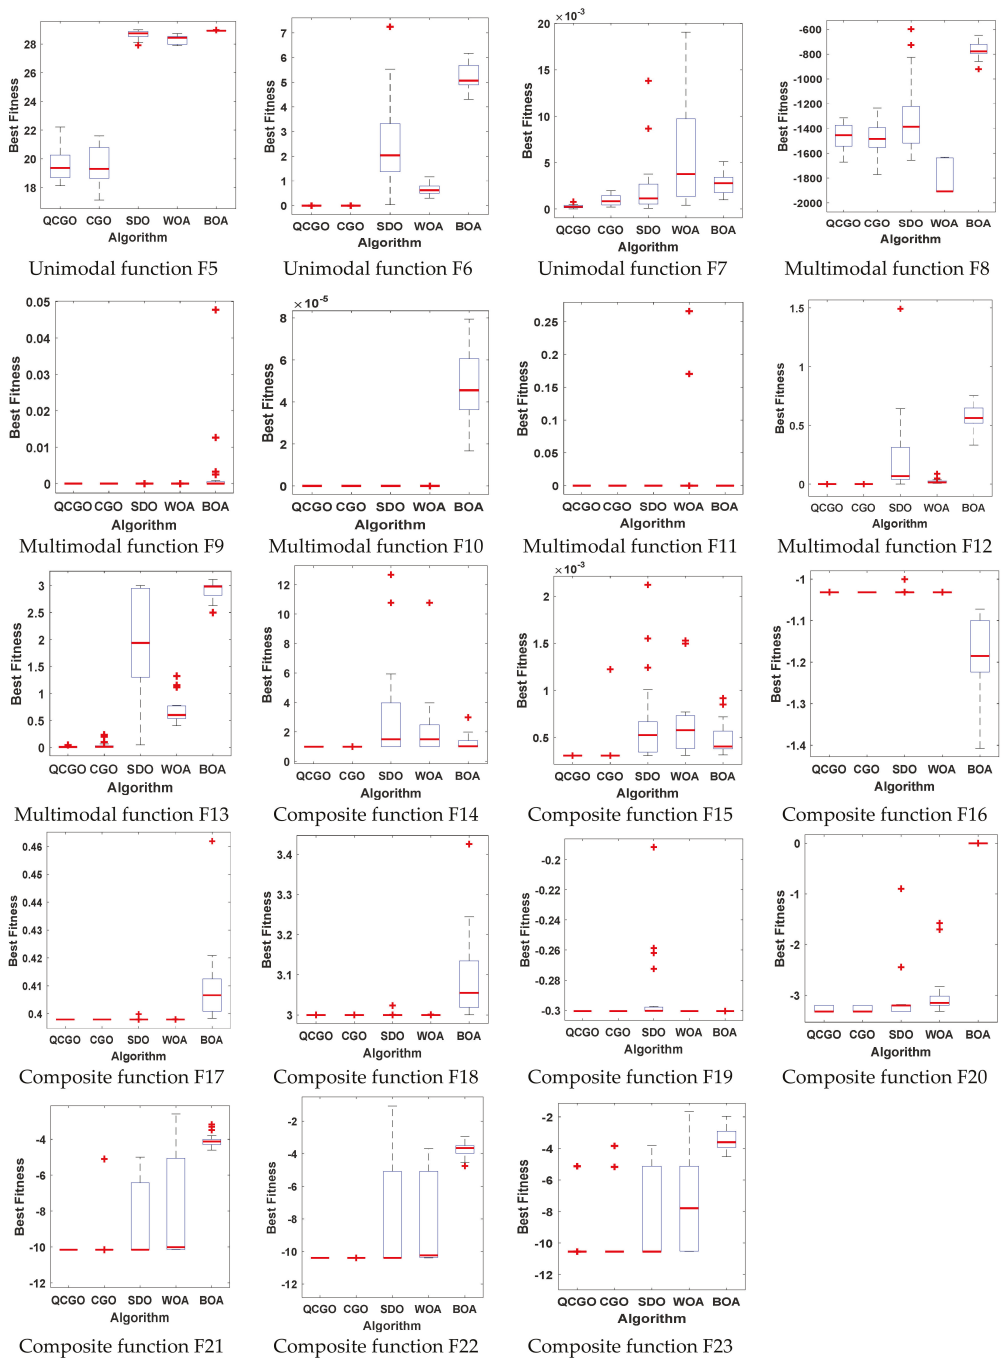 Best Fitness
28
26
24
22
20
18
QCGO CGO SDO WOA BOA
Algorithm
Unimodal function F5
Best Fitness
7
6
5
4
3
2
1
0
QCGO CGO SDO WOA BOA
Algorithm
Unimodal function F6
Best Fitness
×10-3
20
15
10
5
0
QCGO CGO SDO WOA BOA
Algorithm
Unimodal function F7
Best Fitness
-600
-800
-1000
-1200
-1400
-1600
-1800
-2000
QCGO CGO SDO WOA BOA
Algorithm
Multimodal function F8
Best Fitness
0.05
0.04
0.03
0.02
0.01
0
QCGO CGO SDO WOA BOA
Algorithm
Multimodal function F9
Best Fitness
×10-5
8
6
4
2
0
QCGO CGO SDO WOA BOA
Algorithm
Multimodal function F10
Best Fitness
0.25
0.2
0.15
0.1
0.05
0
QCGO CGO SDO WOA BOA
Algorithm
Multimodal function F11
Best Fitness
1.5
1
0.5
0
QCGO CGO SDO WOA BOA
Algorithm
Multimodal function F12
Best Fitness
3
2.5
2
1.5
1
0.5
0
QCGO CGO SDO WOA BOA
Algorithm
Multimodal function F13
Best Fitness
12
10
8
6
4
2
0
QCGO CGO SDO WOA BOA
Algorithm
Composite function F14
Best Fitness
×10-3
2
1.5
1
0.5
QCGO CGO SDO WOA BOA
Algorithm
Composite function F15
Best Fitness
-1
-1.1
-1.2
-1.3
-1.4
QCGO CGO SDO WOA BOA
Algorithm
Composite function F16
Best Fitness
0.46
0.45
0.44
0.43
0.42
0.41
0.4
QCGO CGO SDO WOA BOA
Algorithm
Composite function F17
Best Fitness
3.4
3.3
3.2
3.1
3
QCGO CGO SDO WOA BOA
Algorithm
Composite function F18
Best Fitness
-0.2
-0.22
-0.24
-0.26
-0.28
-0.3
QCGO CGO SDO WOA BOA
Algorithm
Composite function F19
Best Fitness
0
-1
-2
-3
QCGO CGO SDO WOA BOA
Algorithm
Composite function F20
Best Fitness
-4
-6
-8
-10
-12
QCGO CGO SDO WOA BOA
Algorithm
Composite function F21
Best Fitness
-2
-4
-6
-8
-10
-12
QCGO CGO SDO WOA BOA
Algorithm
Composite function F22
Best Fitness
-2
-4
-6
-8
-10
-12
QCGO CGO SDO WOA BOA
Algorithm
Composite function F23